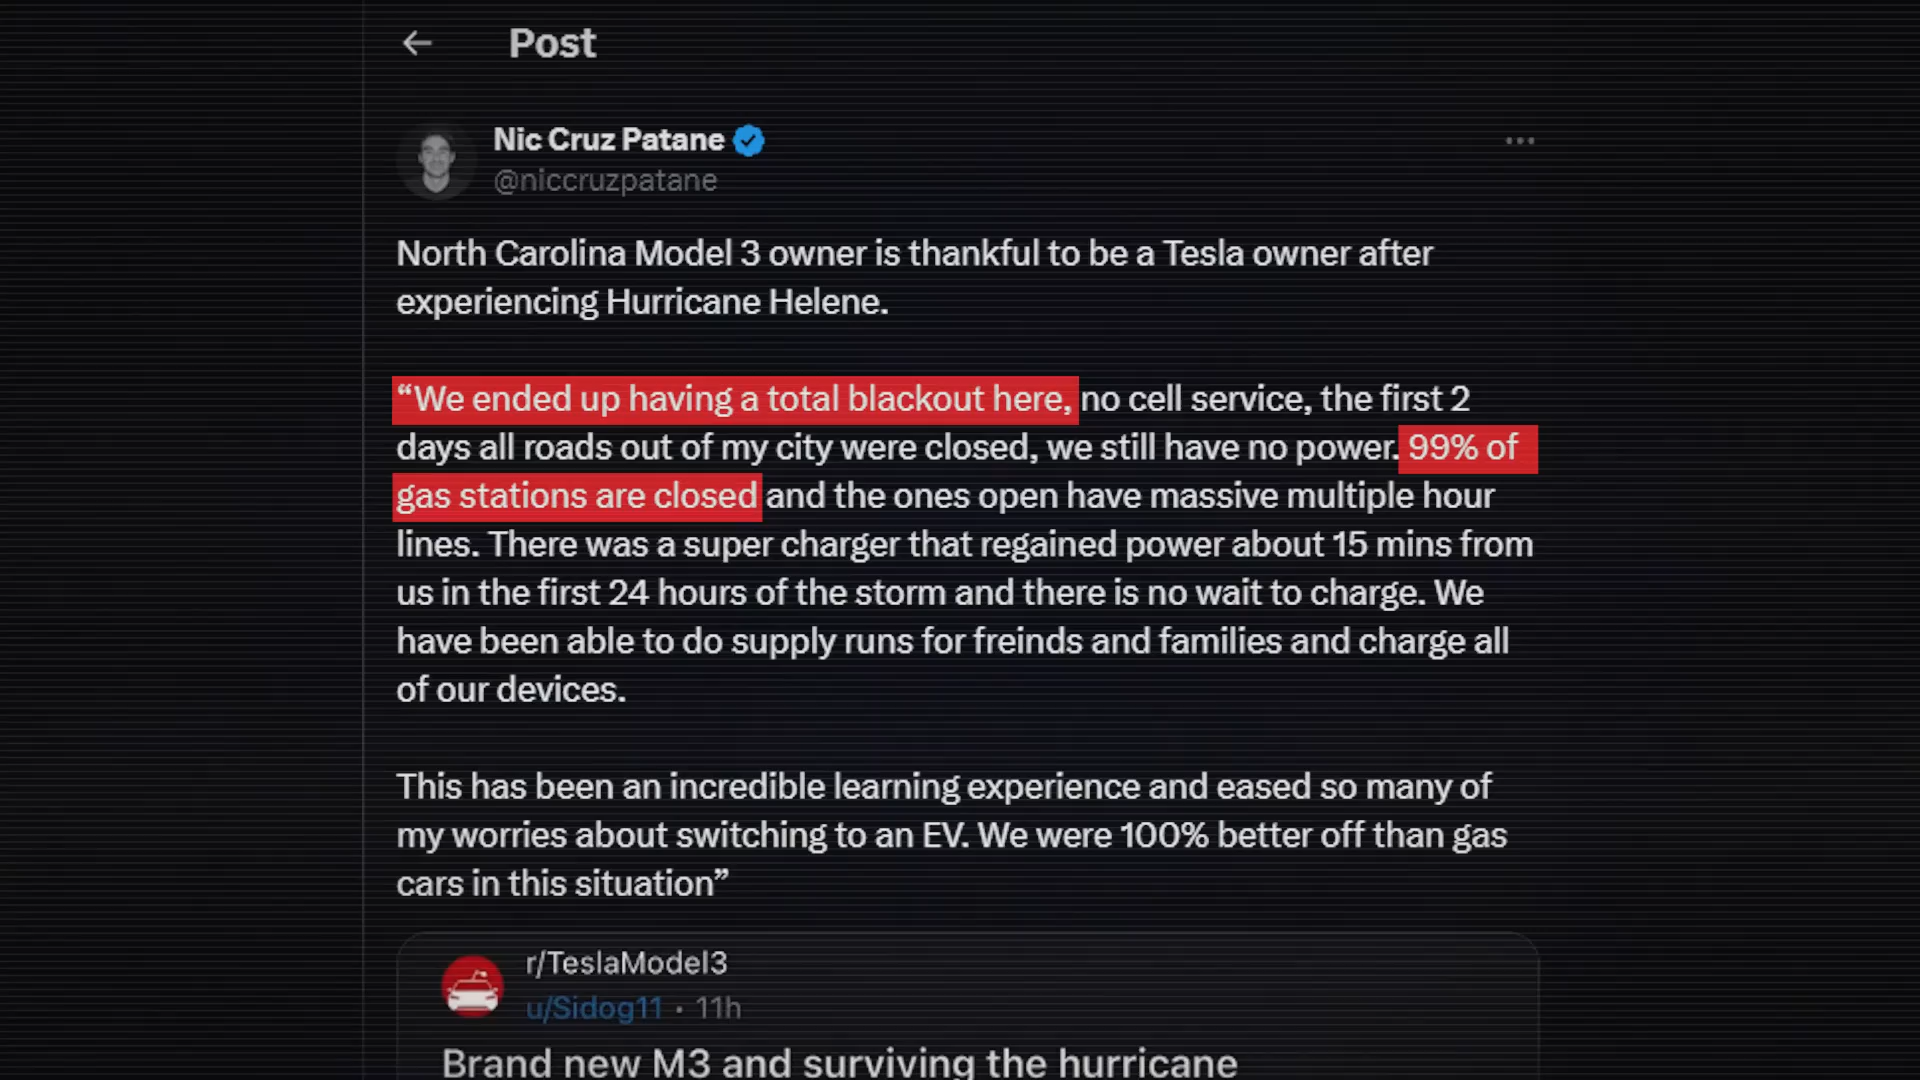 Post
Nic Cruz Patane
@niccruzpatane
North Carolina Model 3 owner is thankful to be a Tesla owner after
experiencing Hurricane Helene.
“We ended up having a total blackout here, no cell service, the first 2
days all roads out of my city were closed, we still have no power. 99% of
gas stations are closed and the ones open have massive multiple hour
lines. There was a super charger that regained power about 15 mins from
us in the first 24 hours of the storm and there is no wait to charge. We
have been able to do supply runs for freinds and families and charge all
of our devices.
This has been an incredible learning experience and eased so many of
my worries about switching to an EV. We were 100% better off than gas
cars in this situation”
r/TeslaModel3
u/Sidog11 · 11h
Brand new M3 and surviving the hurricane